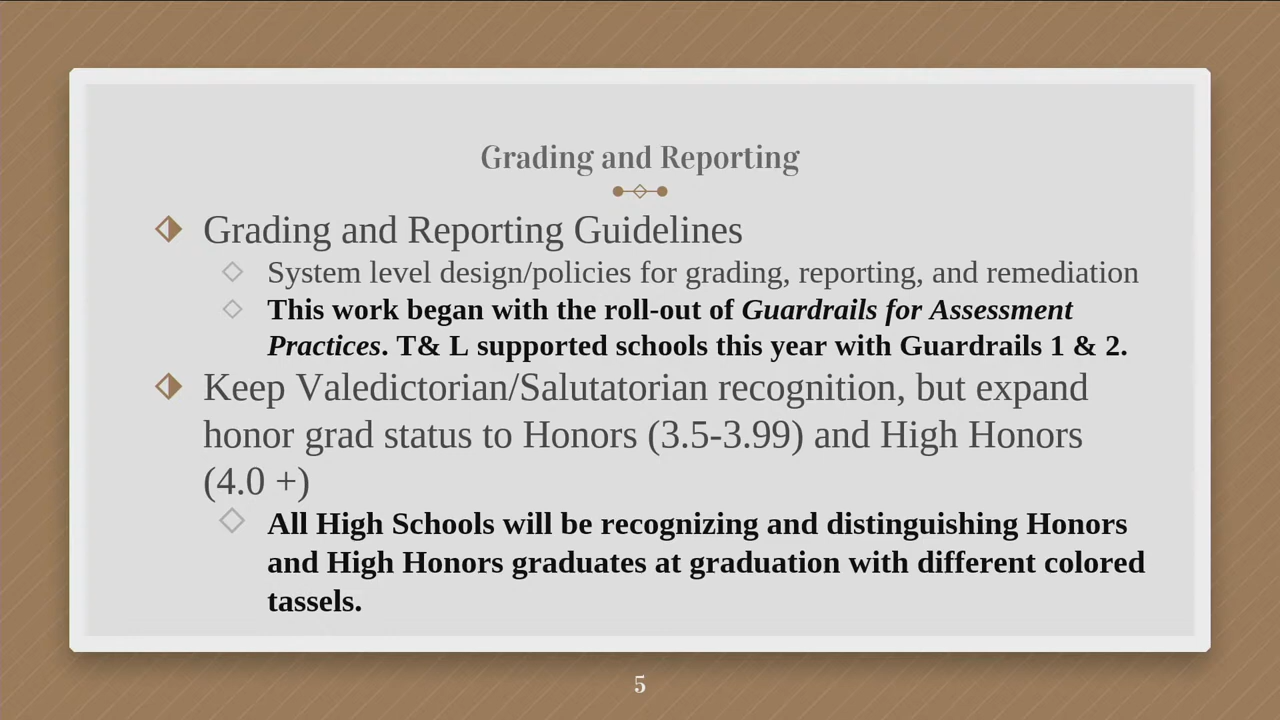 Grading and Reporting
Grading and Reporting Guidelines
System level design/policies for grading, reporting, and remediation
This work began with the roll-out of Guardrails for Assessment
Practices. T& L supported schools this year with Guardrails 1 & 2.
Keep Valedictorian/Salutatorian recognition, but expand
honor grad status to Honors (3.5-3.99) and High Honors
(4.0 +)
All High Schools will be recognizing and distinguishing Honors
and High Honors graduates at graduation with different colored
tassels.
5